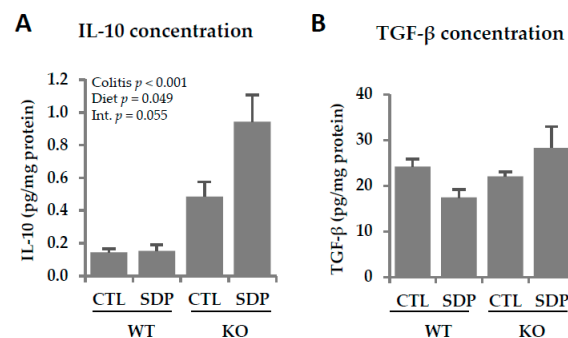 A IL-10 concentration
Colitis p < 0.001
Diet p = 0.049
Int. p = 0.055
IL-10 (pg/mg protein)
1.2
1.0
0.8
0.6
0.4
0.2
0.0
CTL SDP CTL SDP
WT KO
B TGF-β concentration
TGF-β (pg/mg protein)
40
30
20
10
0
CTL SDP CTL SDP
WT KO